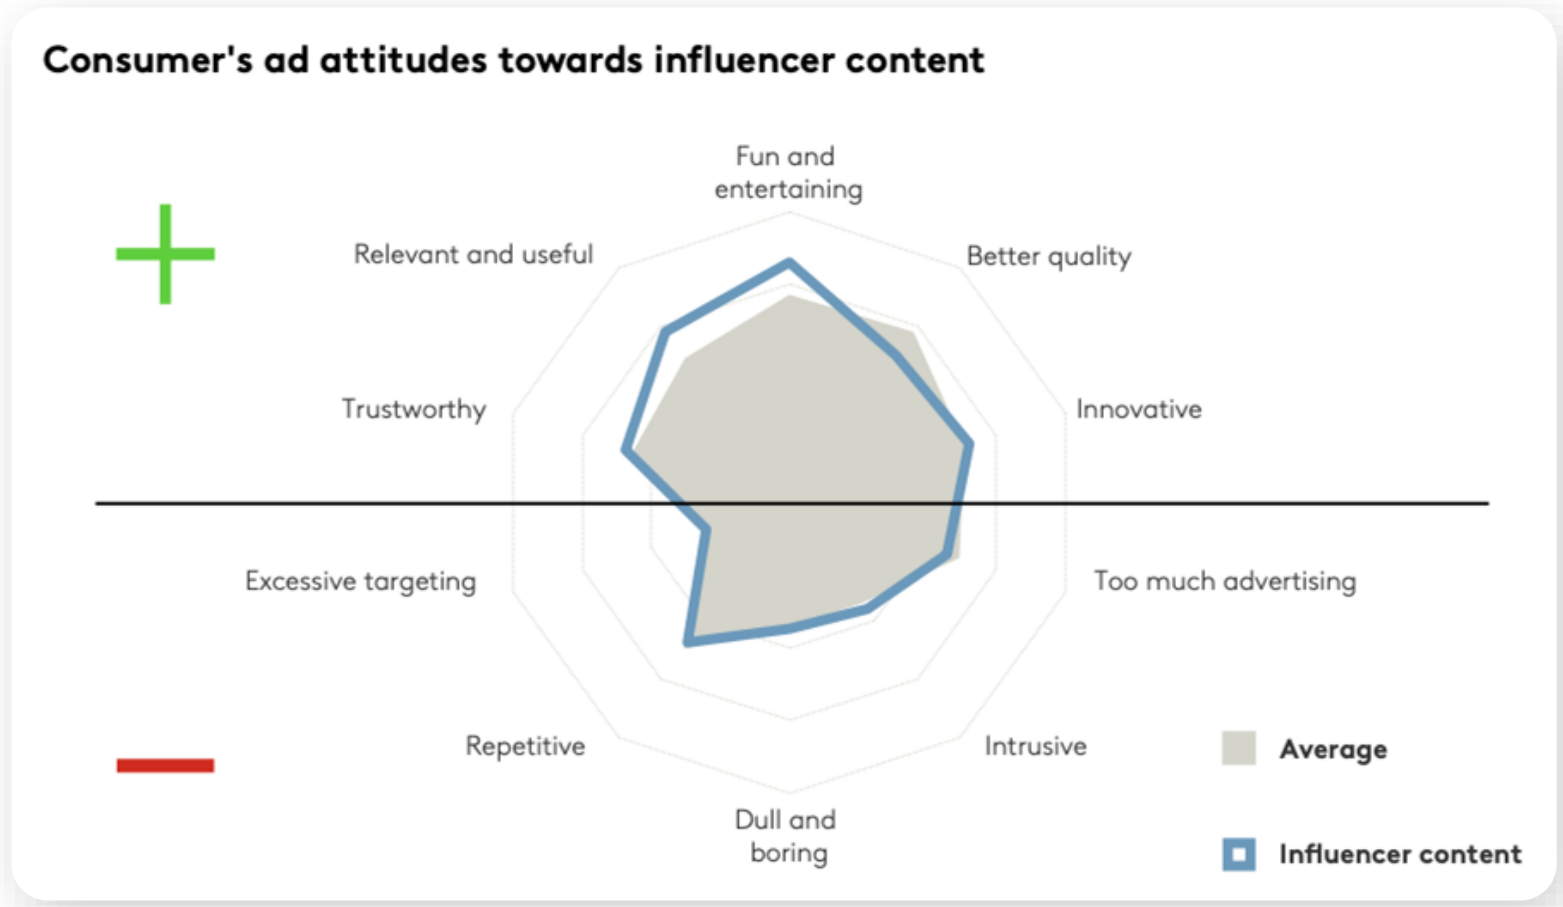 Consumer's ad attitudes towards influencer content
Fun and
entertaining
Relevant and useful
Better quality
Trustworthy
Innovative
Excessive targeting
Too much advertising
Repetitive
Intrusive
Dull and
boring
Average
Influencer content